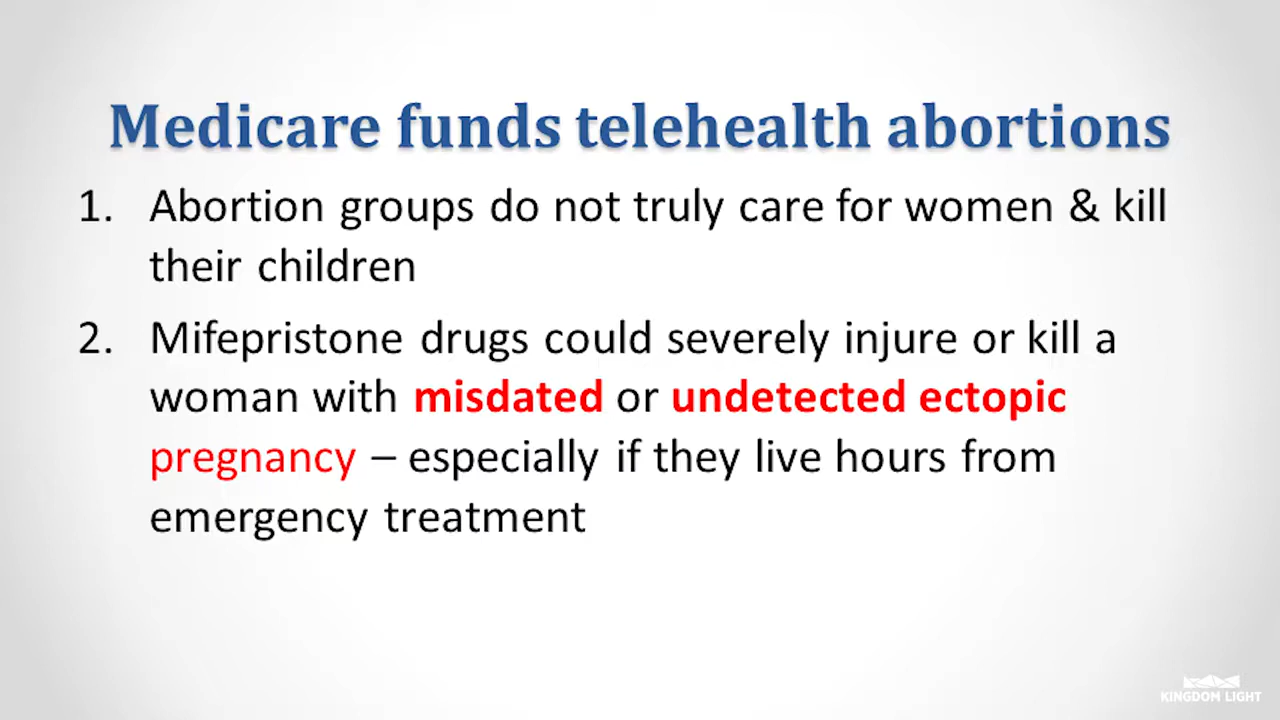 Medicare funds telehealth abortions
1. Abortion groups do not truly care for women & kill
their children
2. Mifepristone drugs could severely injure or kill a
woman with misdated or undetected ectopic
pregnancy – especially if they live hours from
emergency treatment
KINGDOM LIGHT